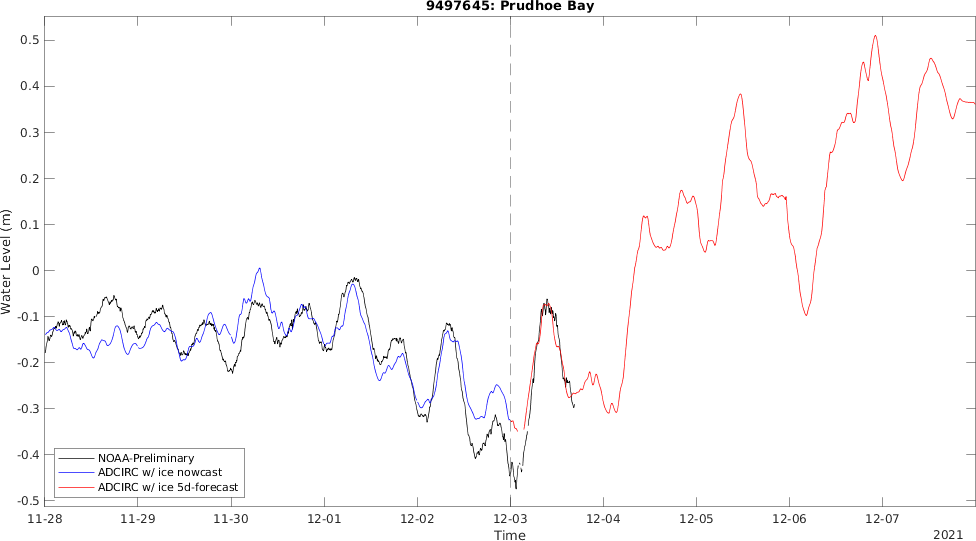 9497645: Prudhoe Bay
0.5
0.4
0.3
0.2
0.1
0
-0.1
-0.2
-0.3
-0.4
-0.5
Water Level (m)
NOAA-Preliminary
ADCIRC w/ ice nowcast
ADCIRC w/ ice 5d-forecast
11-28 11-29 11-30 12-01 12-02 12-03 12-04 12-05 12-06 12-07
Time
2021